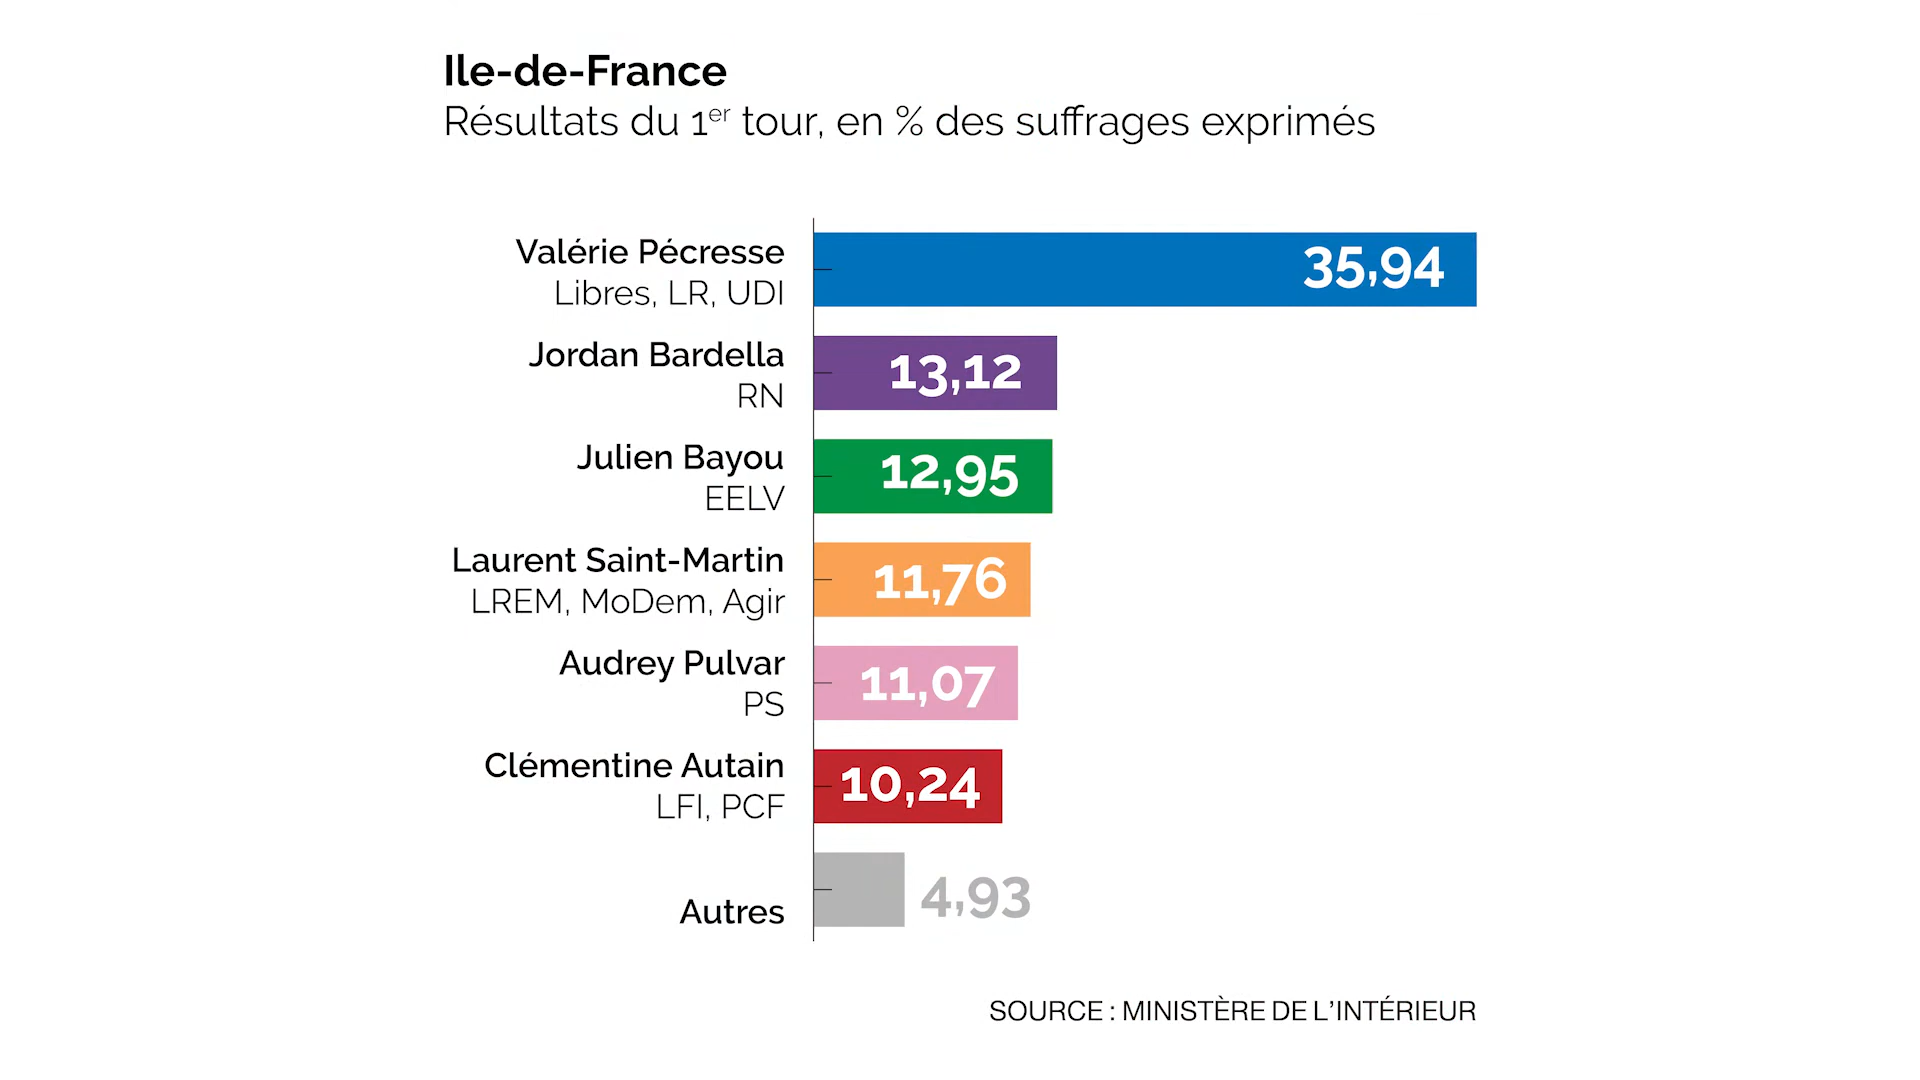 Ile-de-France
Résultats du 1er tour, en % des suffrages exprimés
Valérie Pécresse
Libres, LR, UDI
35,94
Jordan Bardella
RN
13,12
Julien Bayou
EELV
12,95
Laurent Saint-Martin
LREM, MoDem, Agir
11,76
Audrey Pulvar
PS
11,07
Clémentine Autain
LFI, PCF
10,24
Autres
4,93
SOURCE : MINISTÈRE DE L'INTÉRIEUR